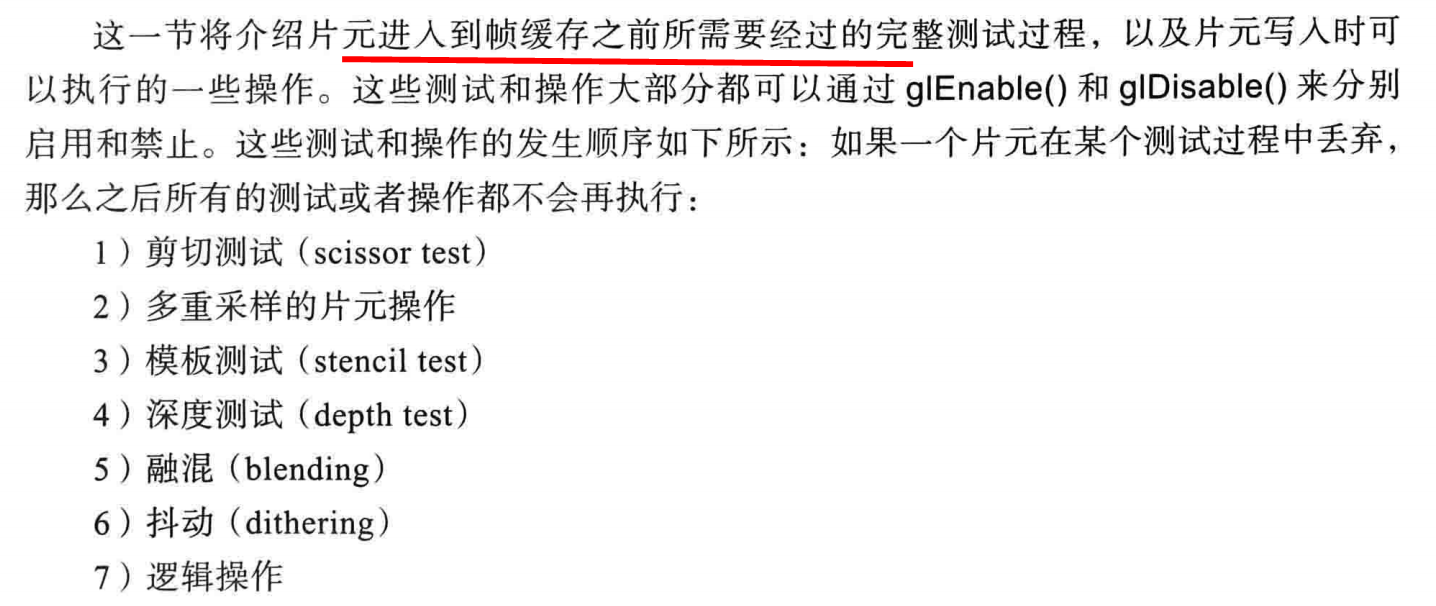 这一节将介绍片元进入到帧缓存之前所需要经过的完整测试过程，以及片元写入时可
以执行的一些操作。这些测试和操作大部分都可以通过 glEnable() 和 glDisable() 来分别
启用和禁止。这些测试和操作的发生顺序如下所示：如果一个片元在某个测试过程中丢弃，
那么之后所有的测试或者操作都不会再执行：
1）剪切测试（scissor test）
2）多重采样的片元操作
3）模板测试（stencil test）
4）深度测试（depth test）
5）融混（blending）
6）抖动（dithering）
7）逻辑操作